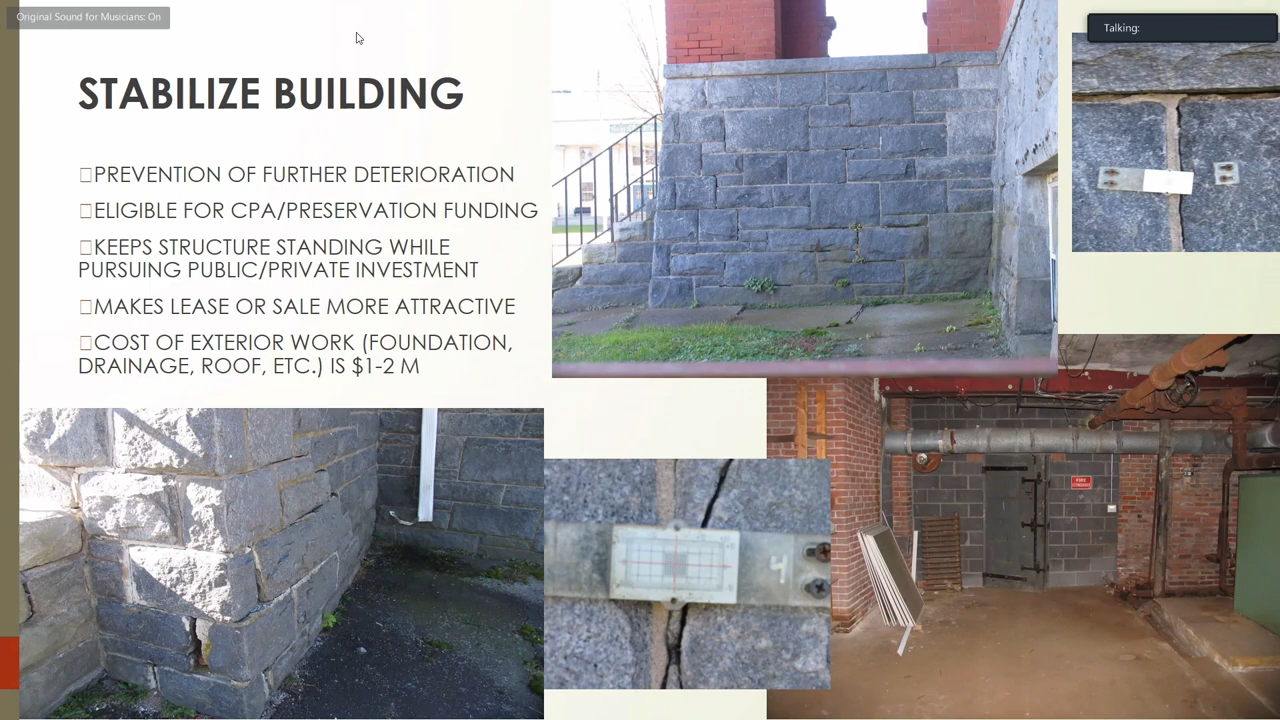 Original Sound for Musicians: On
Talking:
STABILIZE BUILDING
□PREVENTION OF FURTHER DETERIORATION
□ELIGIBLE FOR CPA/PRESERVATION FUNDING
□KEEPS STRUCTURE STANDING WHILE
PURSUING PUBLIC/PRIVATE INVESTMENT
□MAKES LEASE OR SALE MORE ATTRACTIVE
□COST OF EXTERIOR WORK (FOUNDATION,
DRAINAGE, ROOF, ETC.) IS $1-2 M
FIRE